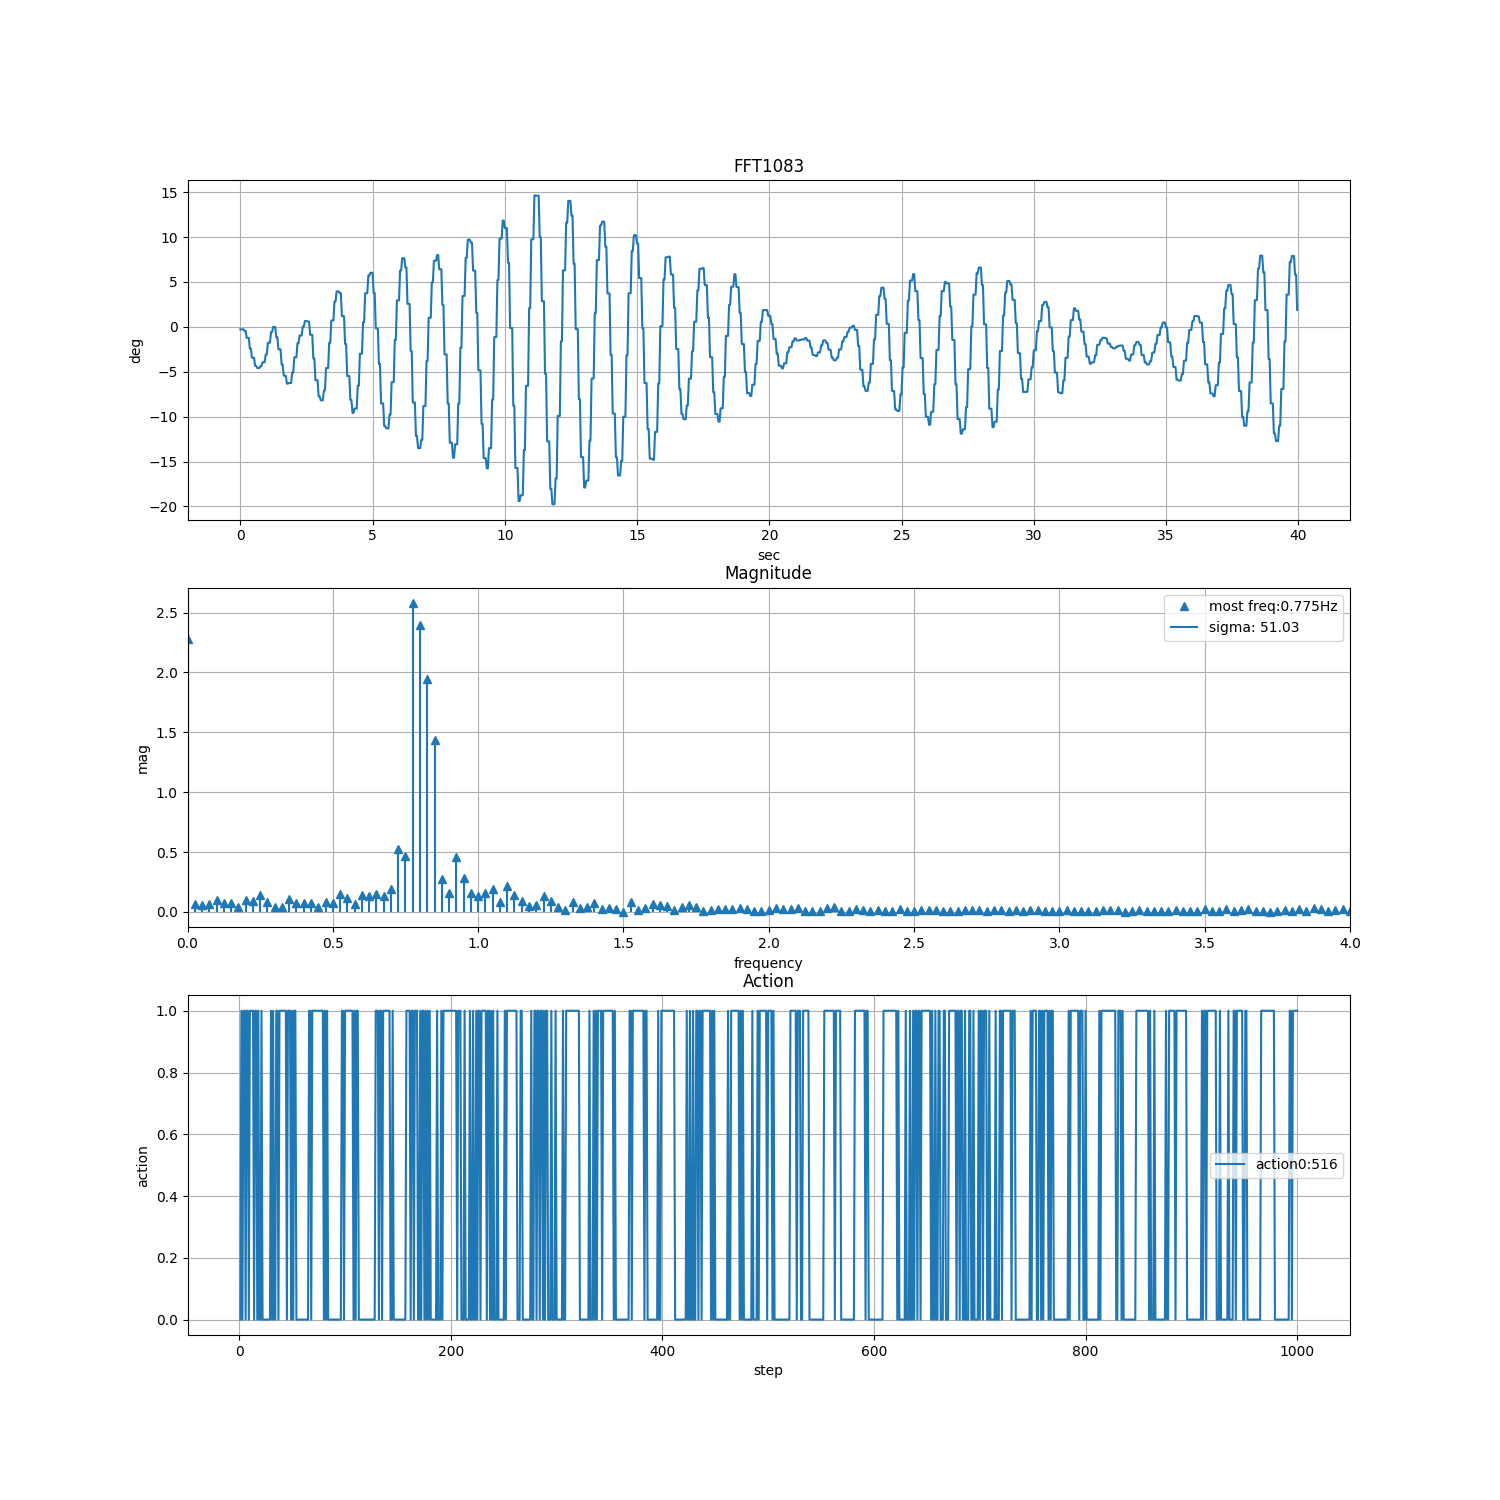 FFT1083
15
10
5
0
−5
−10
−15
−20
deg
0 5 10 15 20 25 30 35 40
sec
Magnitude
2.5
2.0
1.5
1.0
0.5
0.0
mag
most freq:0.775Hz
sigma: 51.03
0.0 0.5 1.0 1.5 2.0 2.5 3.0 3.5 4.0
frequency
Action
1.0
0.8
0.6
0.4
0.2
0.0
action
action0:516
0 200 400 600 800 1000
step